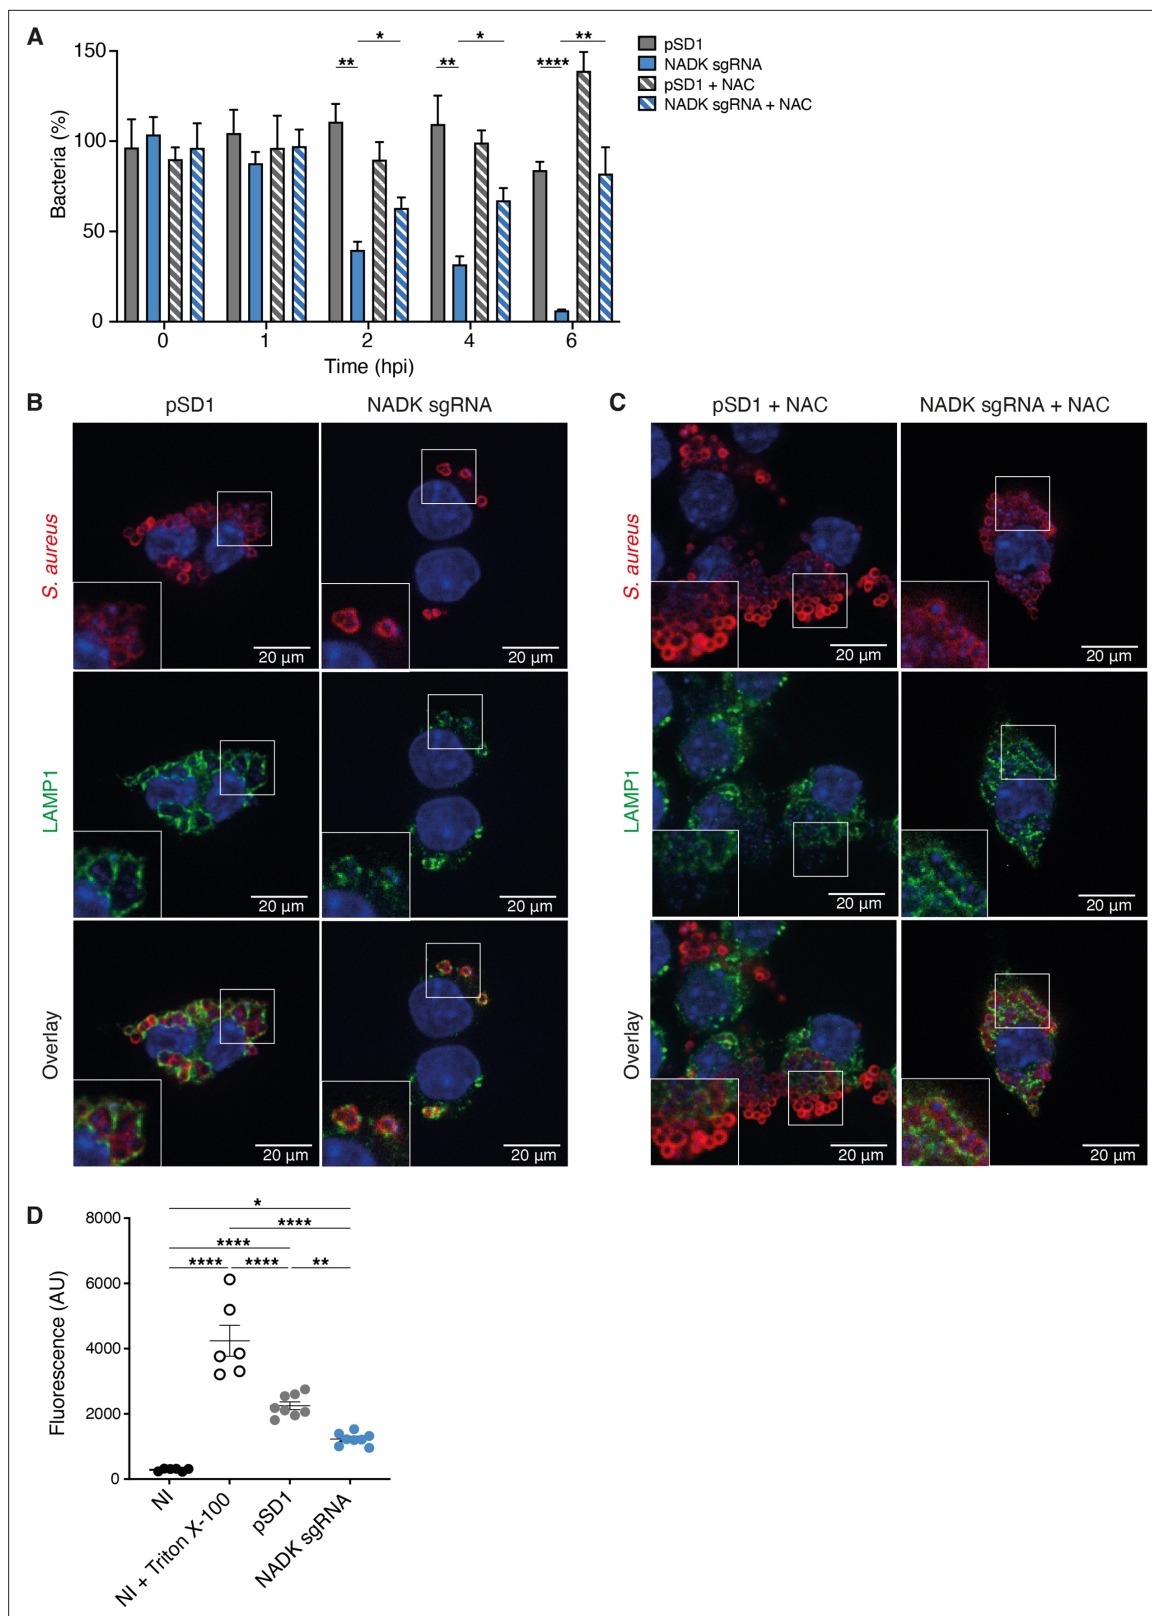 A
150
100
50
0
Bacteria (%)
**
*
**
*
****
**
0
1
2
4
6
Time (hpi)
pSD1
NADK sgRNA
pSD1 + NAC
NADK sgRNA + NAC
B
pSD1
NADK sgRNA
C
pSD1 + NAC
NADK sgRNA + NAC
S. aureus
20 µm
20 µm
S. aureus
20 µm
20 µm
LAMP1
20 µm
20 µm
LAMP1
20 µm
20 µm
Overlay
20 µm
20 µm
Overlay
20 µm
20 µm
D
8000
6000
4000
2000
0
Fluorescence (AU)
*
****
****
****
****
**
NI
NI + Triton X-100
pSD1
NADK sgRNA